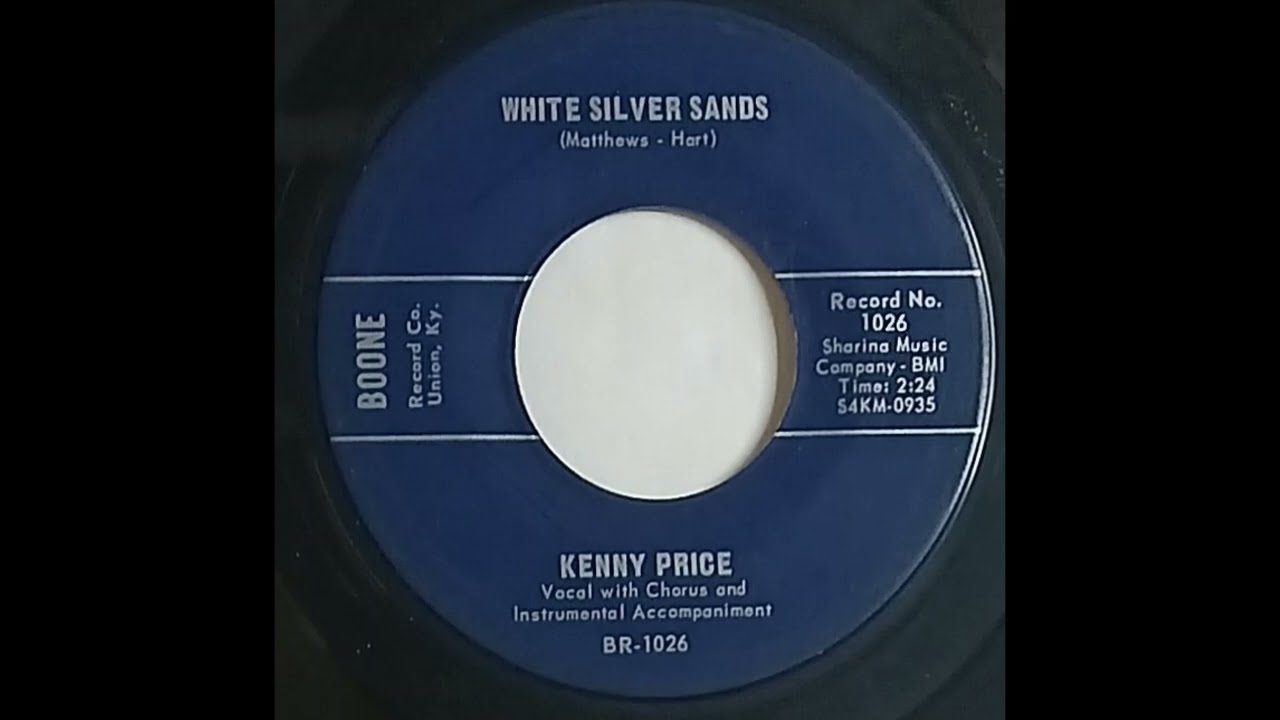 WHITE SILVER SANDS
(Matthews - Hart)
BOONE
Record Co.
Union, Ky.
Record No.
1026
Sharina Music
Company - BMI
Time: 2:24
S4KM-0935
KENNY PRICE
Vocal with Chorus and
Instrumental Accompaniment
BR-1026